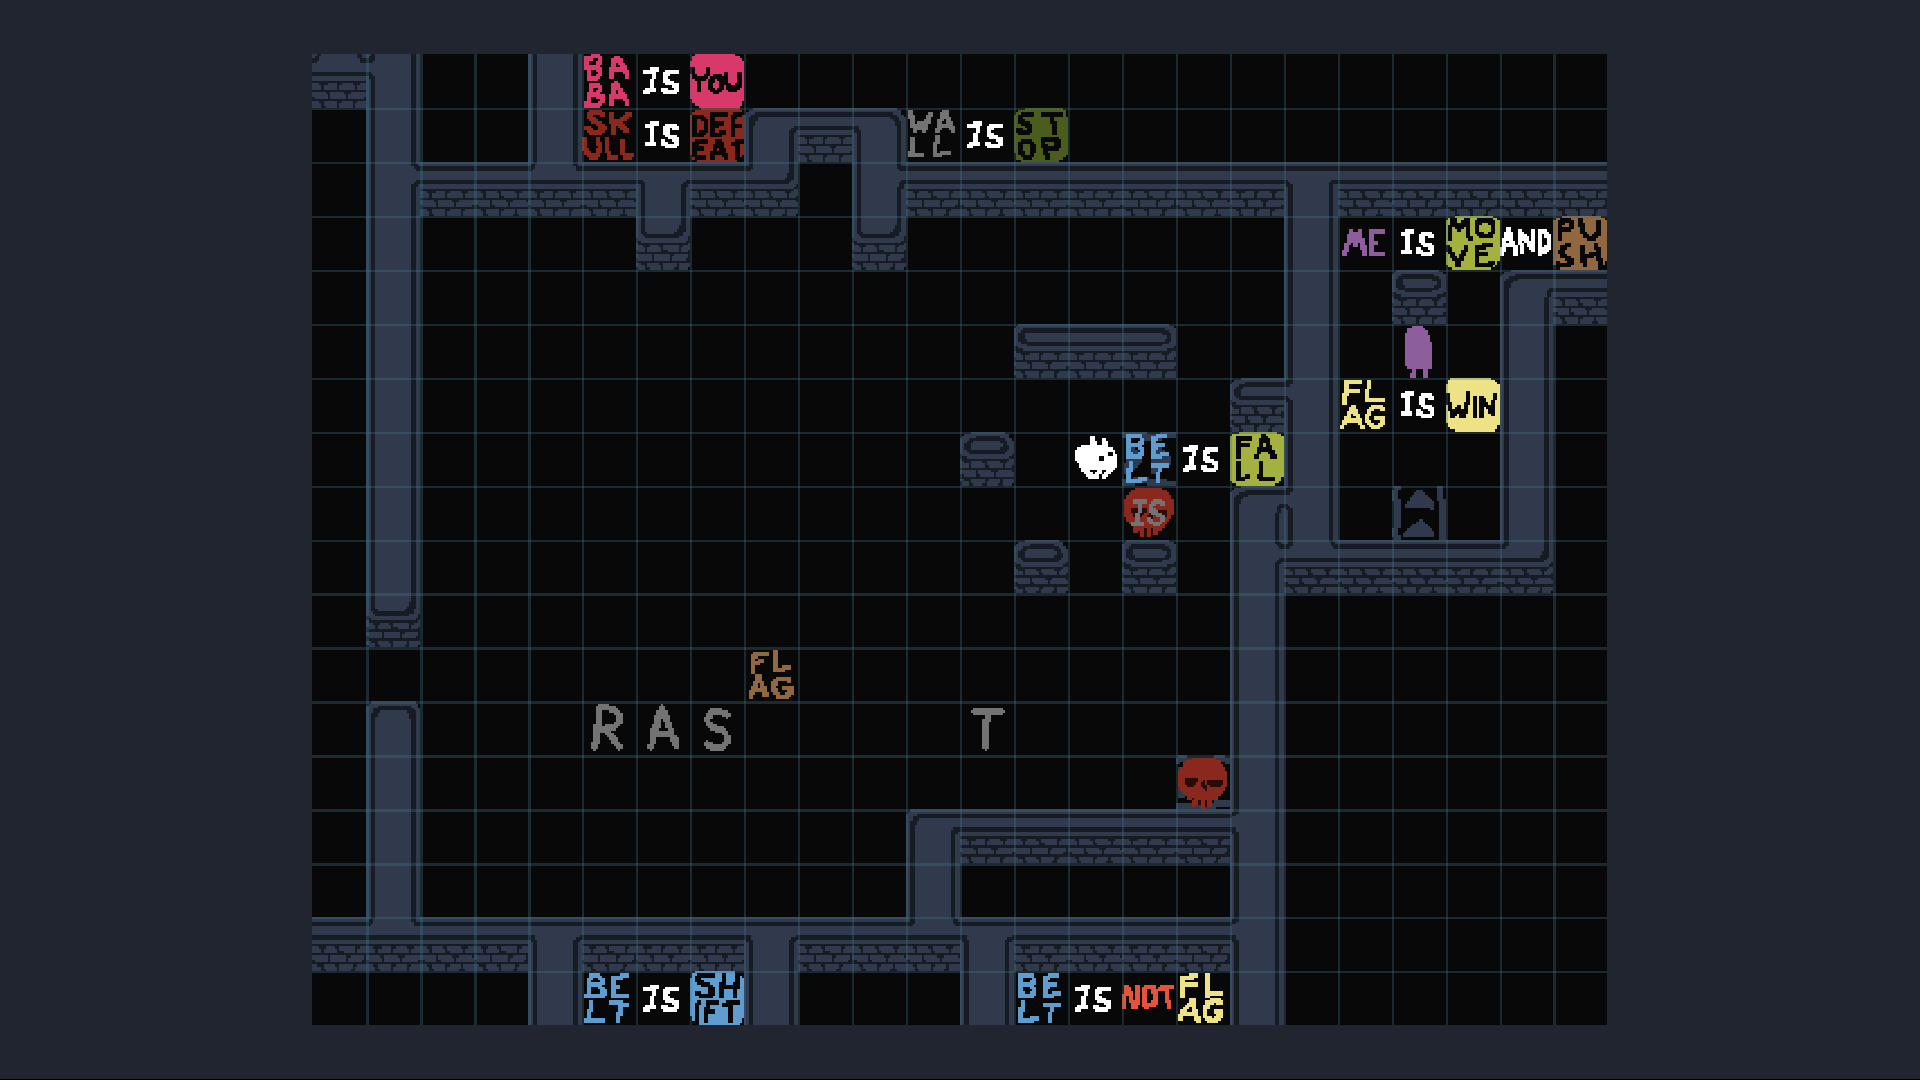 BABA IS YOU
SKULL IS DEFEAT
WALL IS STOP
ME IS MOVE AND PUSH
FLAG IS WIN
BELT IS FALL
IS
FLAG
R A S T
BELT IS SHIFT
BELT IS NOT FLAG